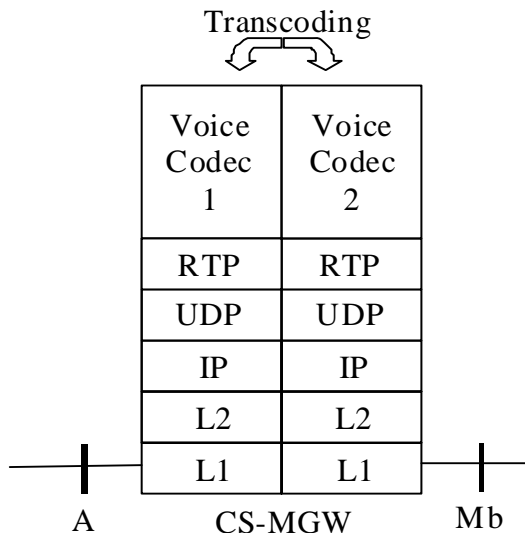 Transcoding
Voice Codec 1
Voice Codec 2
RTP RTP
UDP UDP
IP IP
L2 L2
L1 L1
A CS-MGW Mb